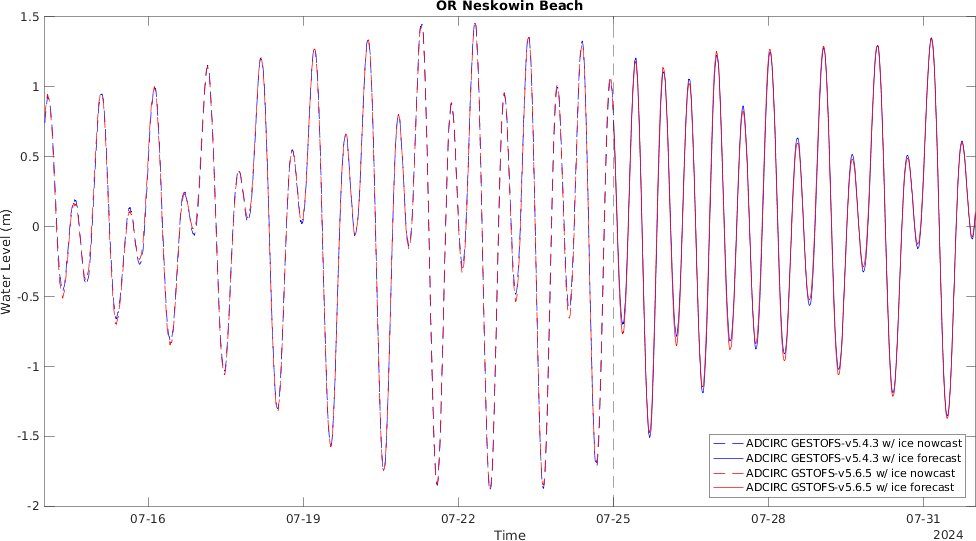 OR Neskowin Beach
1.5
1
0.5
0
-0.5
-1
-1.5
-2
Water Level (m)
07-16
07-19
07-22
07-25
07-28
07-31
Time
2024
ADCIRC GESTOFS-v5.4.3 w/ ice nowcast
ADCIRC GESTOFS-v5.4.3 w/ ice forecast
ADCIRC GSTOFS-v5.6.5 w/ ice nowcast
ADCIRC GSTOFS-v5.6.5 w/ ice forecast